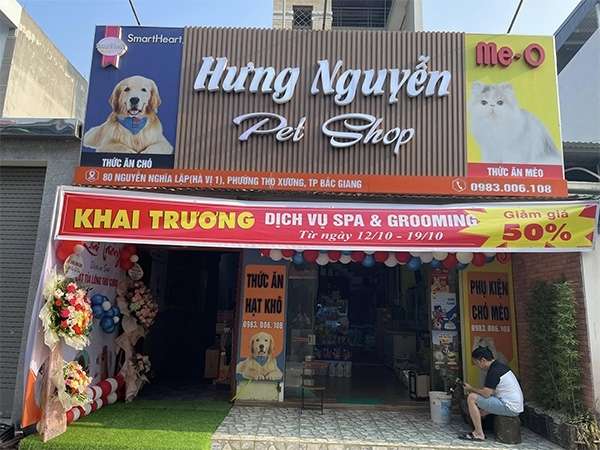 SmartHeart
SmartHeart.
Hưng Nguyễn
Pet Shop
Me-O
THỨC ĂN CHÓ
THỨC ĂN MÈO
80 NGUYỄN NGHĨA LẬP(HÀ VỊ 1), PHƯỜNG THỌ XƯƠNG, TP BẮC GIANG
0983.006.108
KHAI TRƯƠNG DỊCH VỤ SPA & GROOMING
Từ ngày 12/10 - 19/10
Giảm giá
50%
THỨC ĂN
HẠT KHÔ
0983.006.108
PHỤ KIỆN
CHÓ MÈO
0983.006.108